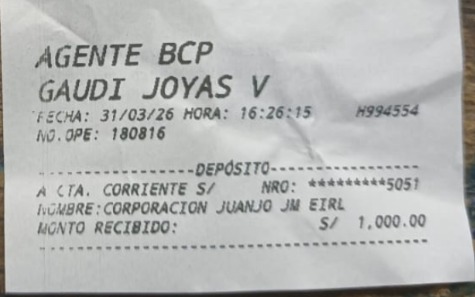 AGENTE BCP
GAUDI JOYAS V
FECHA: 31/03/26 HORA: 16:26:15 H994554
NO.OPE: 180816
--------------------DEPÓSITO--------------------
A CTA. CORRIENTE S/ NRO: *********5051
NOMBRE:CORPORACION JUANJO JM EIRL
MONTO RECIBIDO: S/ 1,000.00
------------------------------------------------